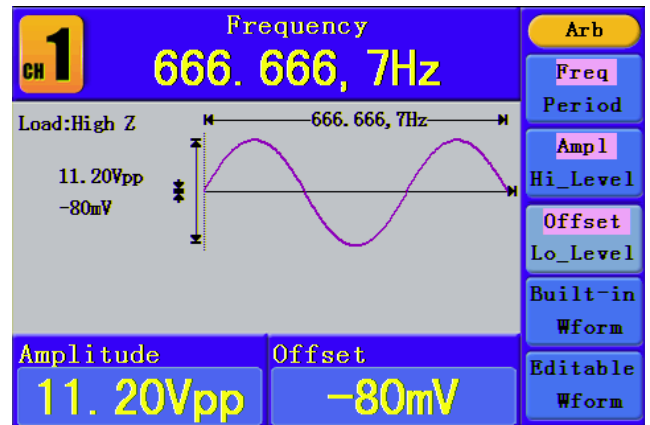 CH 1
Frequency
666. 666, 7Hz
Load:High Z
666. 666, 7Hz
11. 20Vpp
-80mV
Amplitude
11. 20Vpp
Offset
-80mV
Arb
Freq
Period
Ampl
Hi_Level
Offset
Lo_Level
Built-in
Wform
Editable
Wform